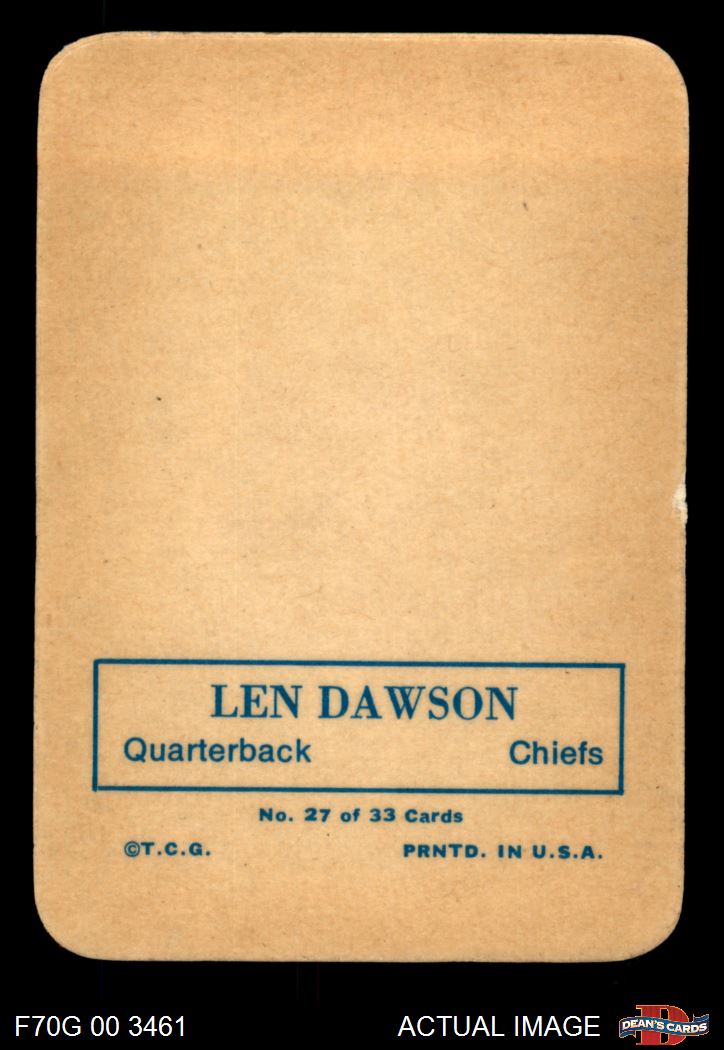 LEN DAWSON
Quarterback Chiefs
No. 27 of 33 Cards
©T.C.G. PRNTD. IN U.S.A.
F70G 00 3461 ACTUAL IMAGE D DEAN'S CARDS